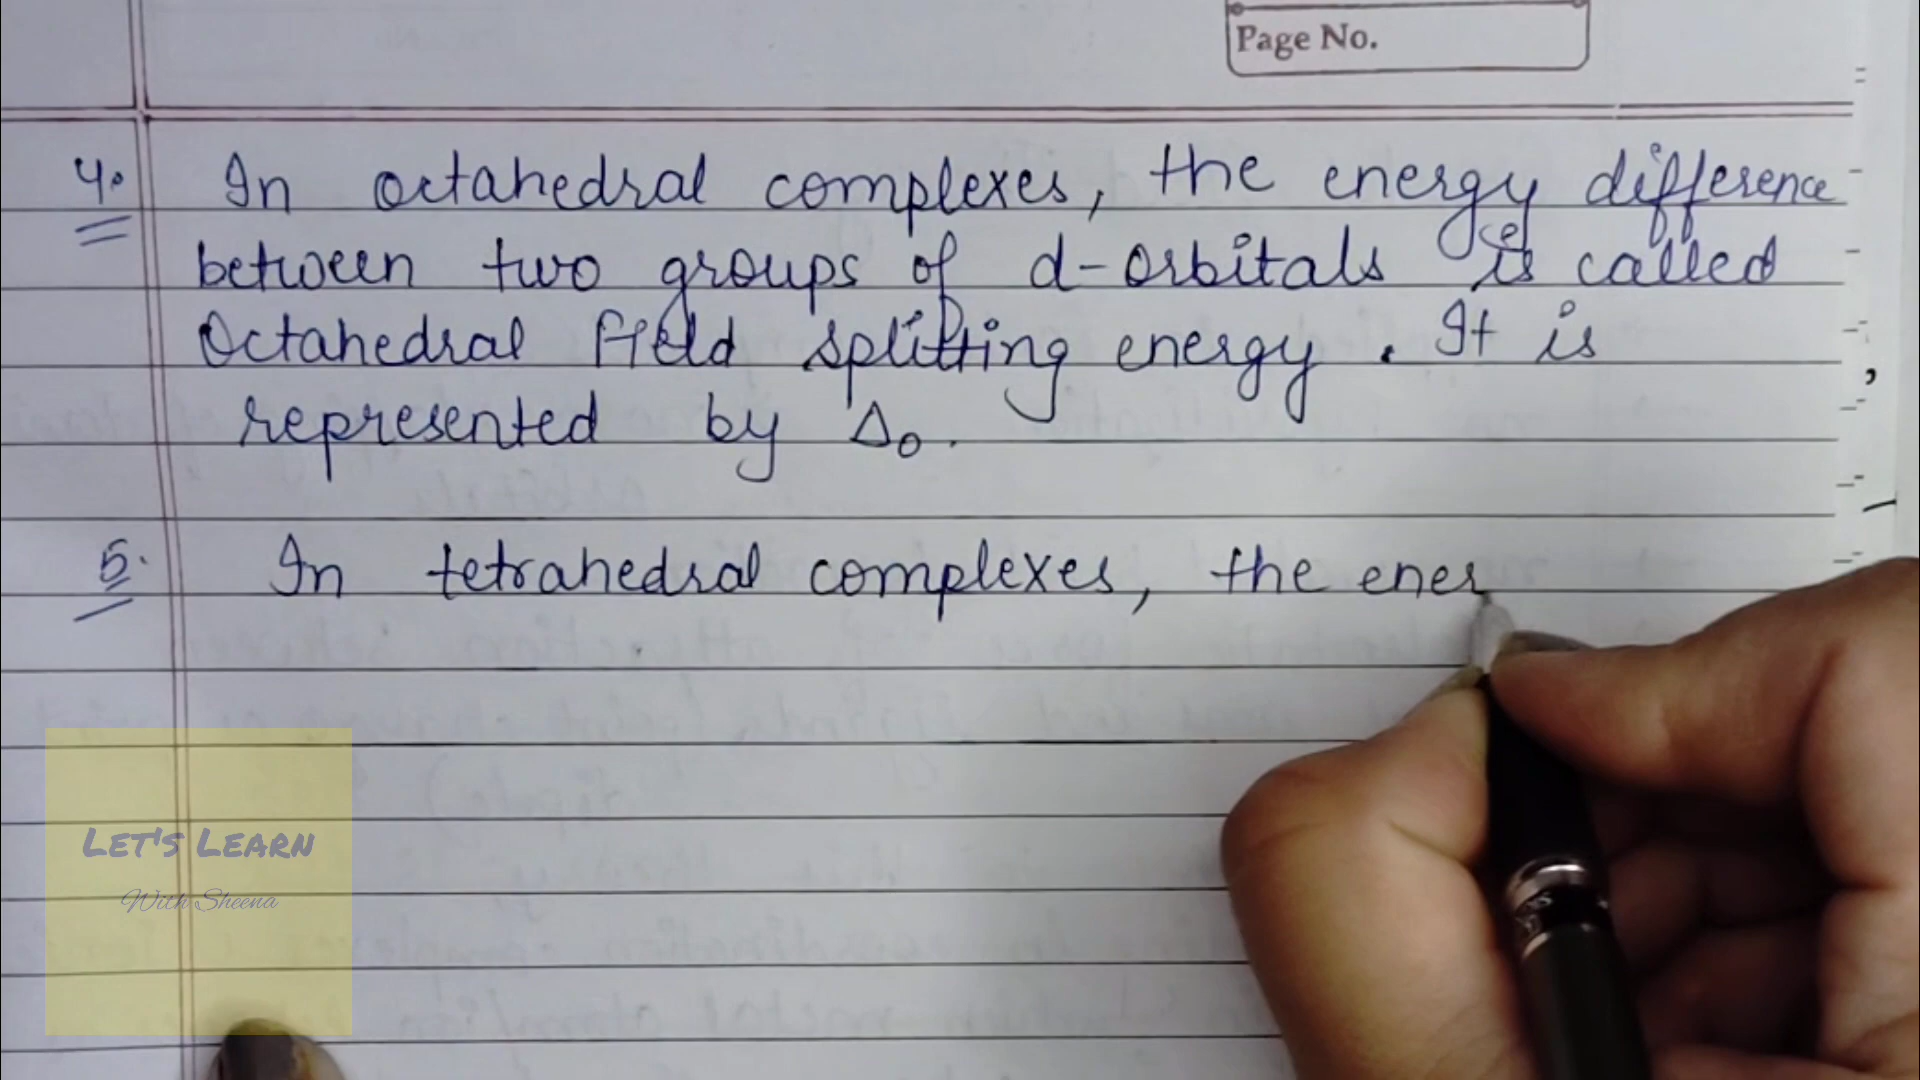 Page No.
4. In octahedral complexes, the energy difference
between two groups of d-orbitals is called
Octahedral Field splitting energy. It is
represented by Δo.
5. In tetrahedral complexes, the ener
LET'S LEARN
With Sheena